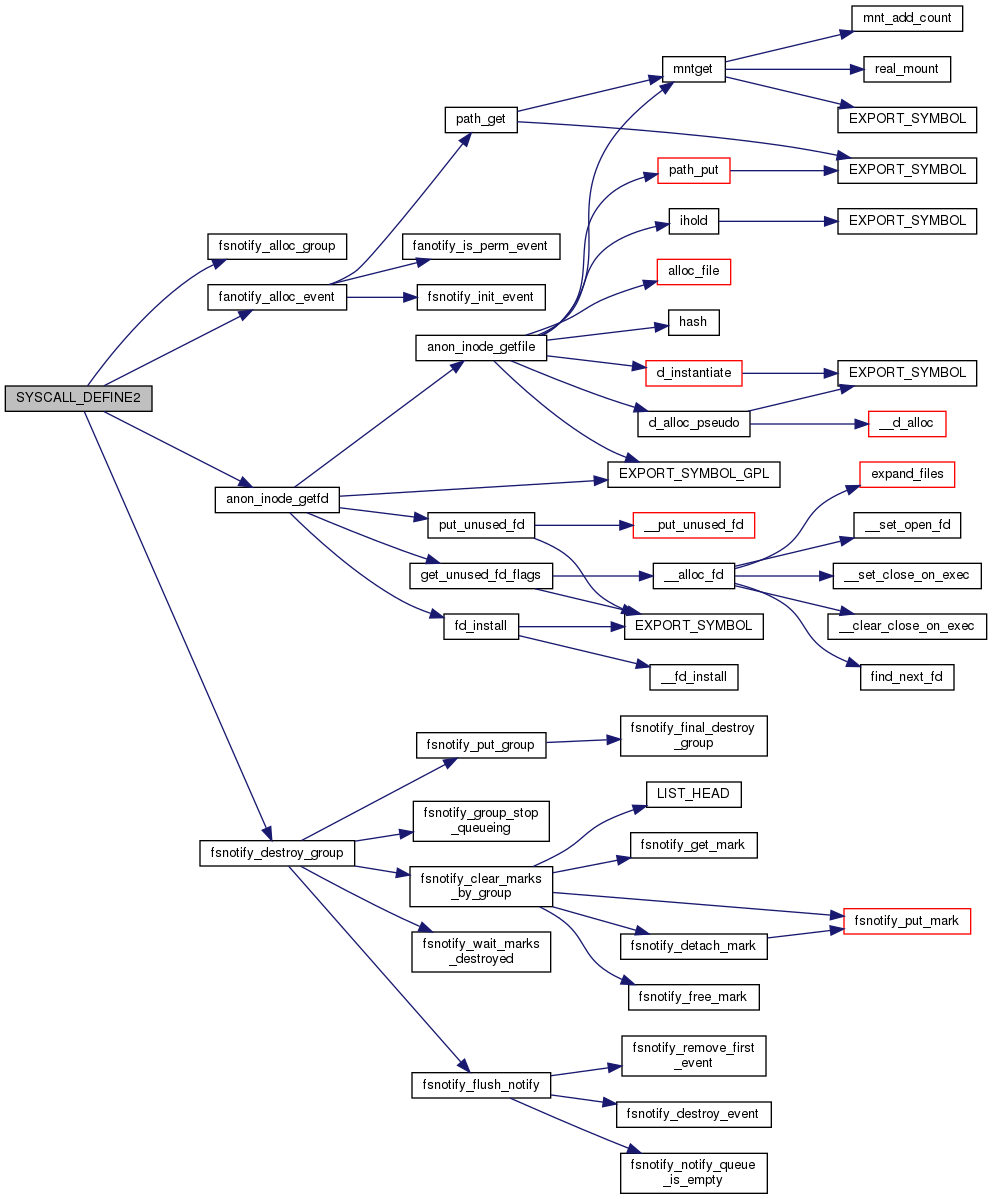 mnt_add_count
mntget
real_mount
path_get
EXPORT_SYMBOL
path_put
EXPORT_SYMBOL
ihold
EXPORT_SYMBOL
fsnotify_alloc_group
fanotify_is_perm_event
alloc_file
fanotify_alloc_event
fsnotify_init_event
hash
anon_inode_getfile
d_instantiate
EXPORT_SYMBOL
SYSCALL_DEFINE2
d_alloc_pseudo
__d_alloc
EXPORT_SYMBOL_GPL
expand_files
anon_inode_getfd
put_unused_fd
__put_unused_fd
__set_open_fd
get_unused_fd_flags
__alloc_fd
__set_close_on_exec
fd_install
EXPORT_SYMBOL
__clear_close_on_exec
__fd_install
find_next_fd
fsnotify_put_group
fsnotify_final_destroy
_group
LIST_HEAD
fsnotify_group_stop
_queueing
fsnotify_get_mark
fsnotify_destroy_group
fsnotify_clear_marks
_by_group
fsnotify_put_mark
fsnotify_wait_marks
_destroyed
fsnotify_detach_mark
fsnotify_free_mark
fsnotify_remove_first
_event
fsnotify_flush_notify
fsnotify_destroy_event
fsnotify_notify_queue
_is_empty